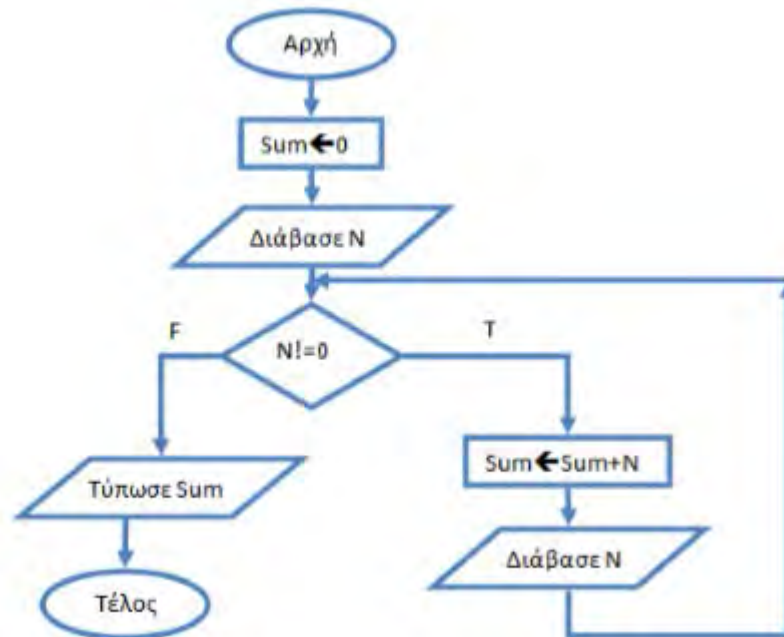 Αρχή
Sum🡸0
Διάβασε N
N!=0
F
T
Sum🡸Sum+N
Τύπωσε Sum
Διάβασε N
Τέλος